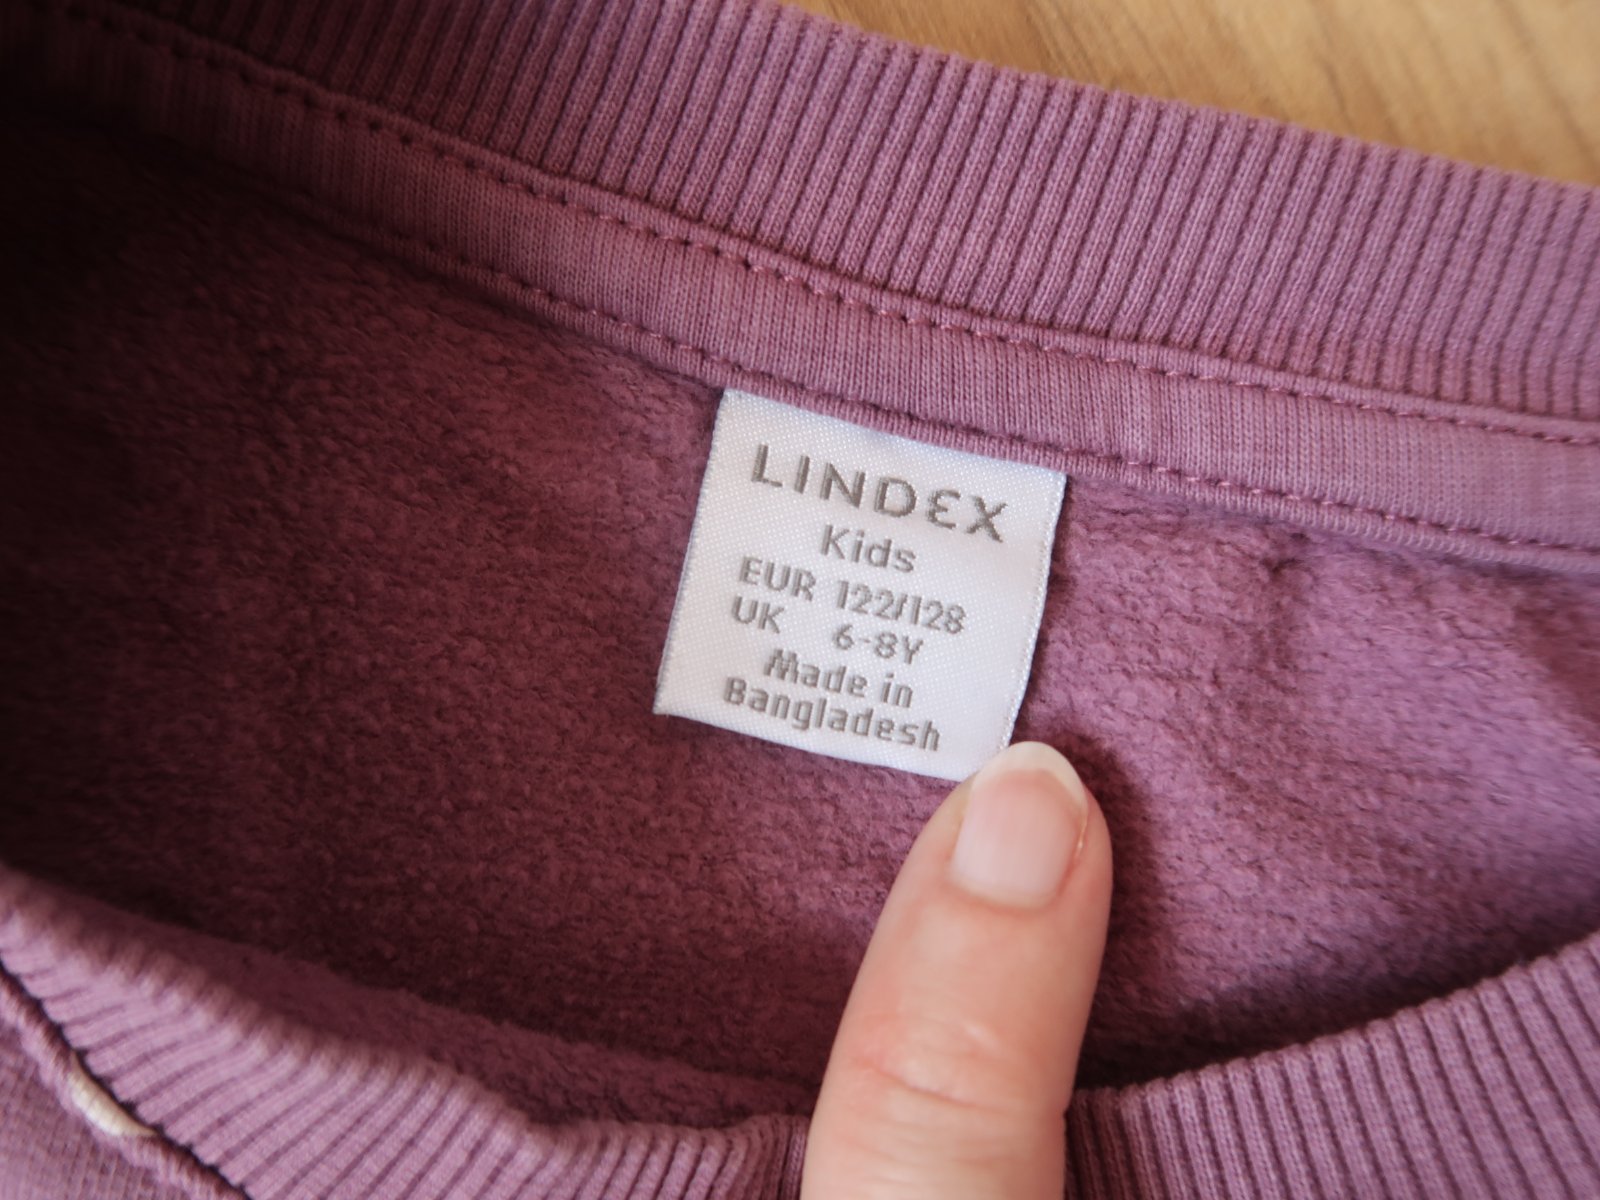 LINDEX
Kids
EUR 122/128
UK 6-8Y
Made in
Bangladesh